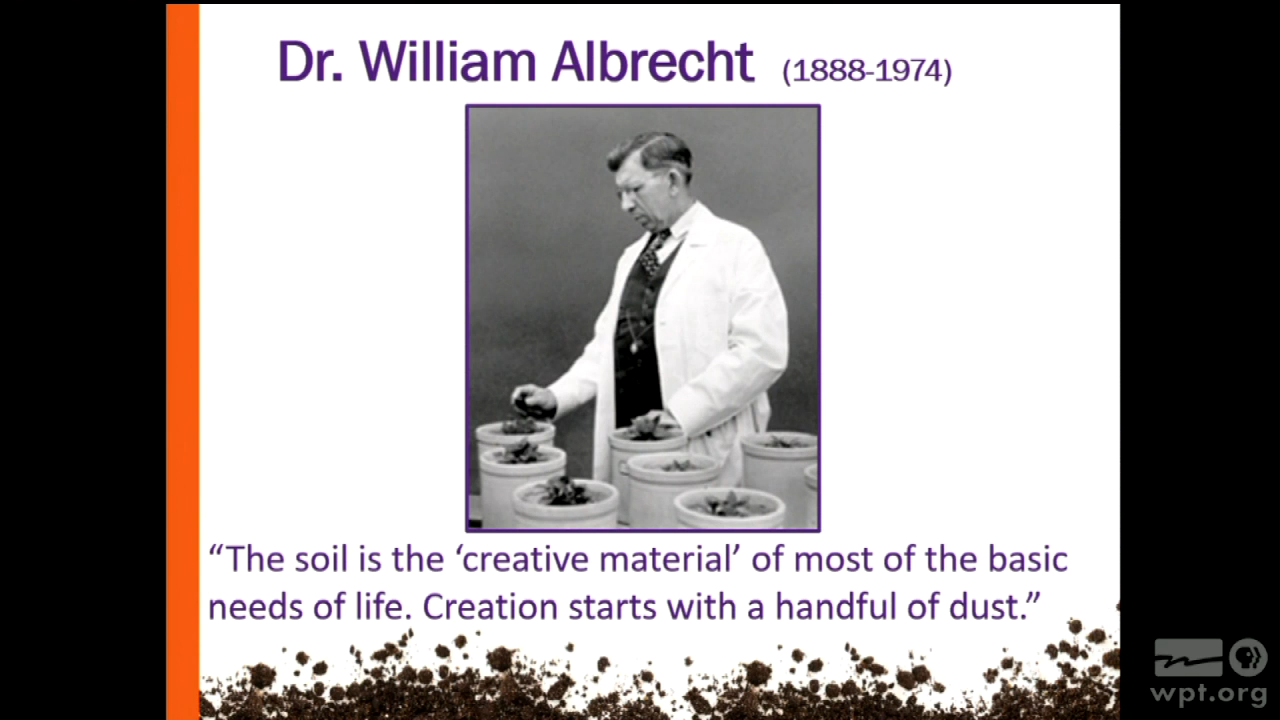 Dr. William Albrecht (1888-1974)
“The soil is the ‘creative material’ of most of the basic
needs of life. Creation starts with a handful of dust.”
wpt.org